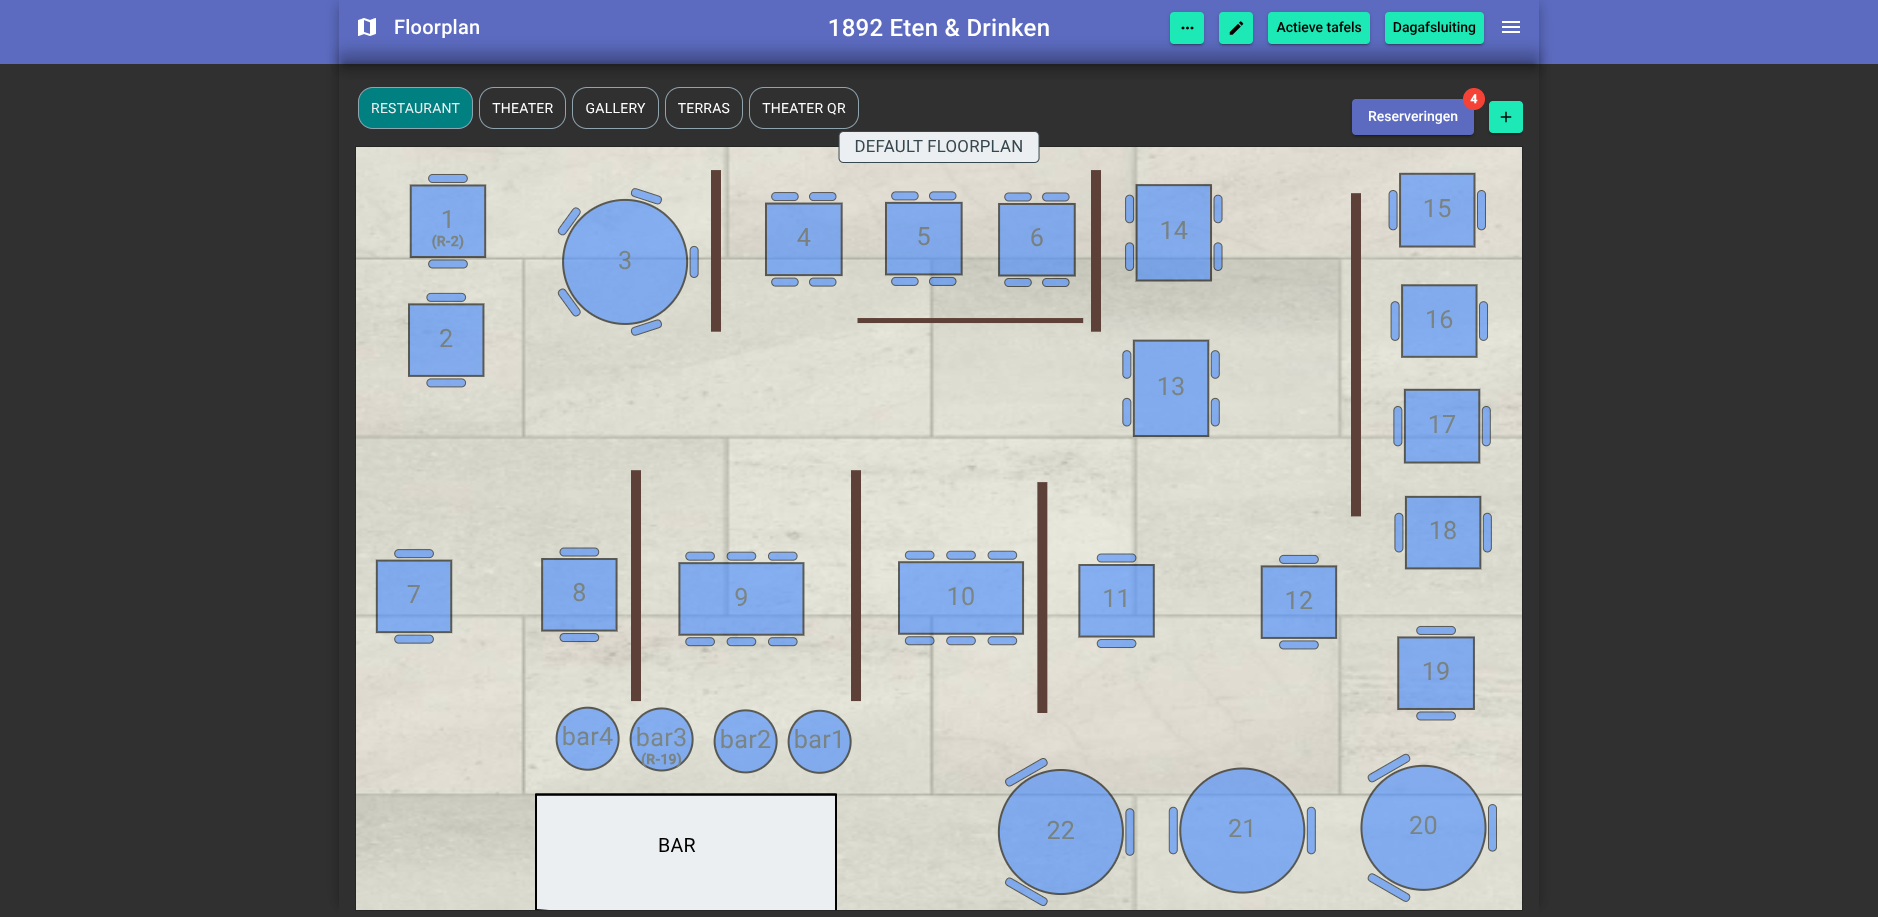 Floorplan
1892 Eten & Drinken
Actieve tafels
Dagafsluiting
RESTAURANT
THEATER
GALLERY
TERRAS
THEATER QR
Reserveringen
4
+
DEFAULT FLOORPLAN
1
(R-2)
2
3
4
5
6
14
15
16
13
17
18
7
8
9
10
11
12
19
bar4
bar3
(R-19)
bar2
bar1
22
21
20
BAR